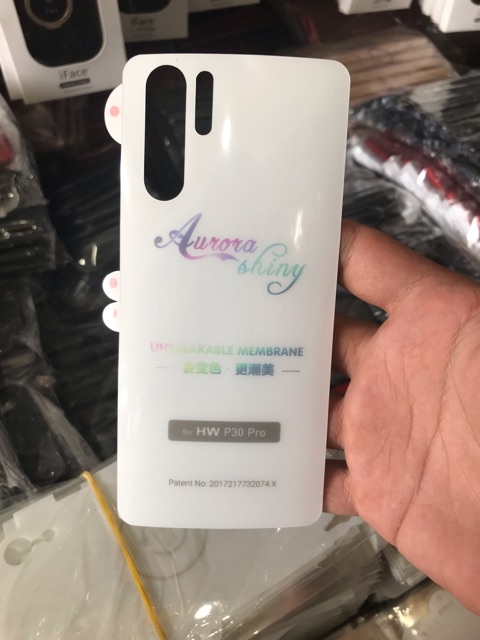 iFace
Aurora
shiny
UNBREAKABLE MEMBRANE
会变色 · 更潮美
for HW P30 Pro
Patent No: 2017217732074.X